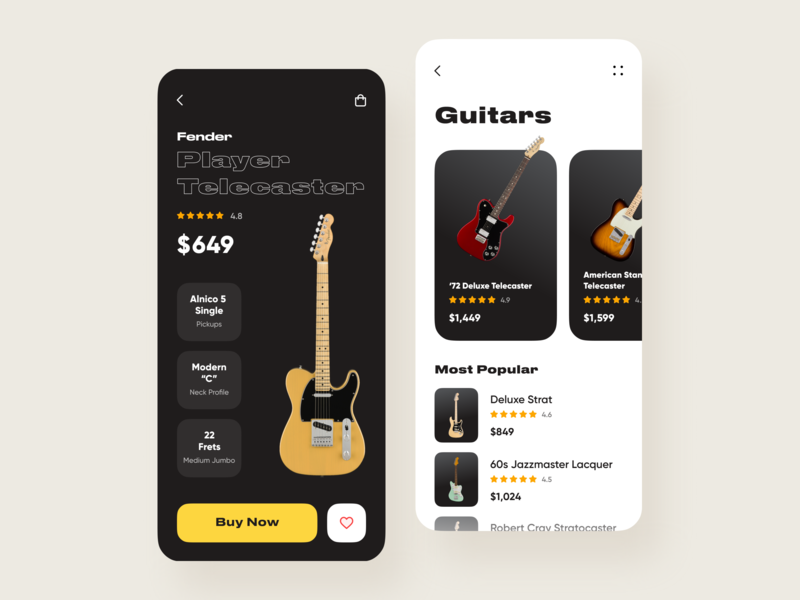 Fender
Player
Telecaster
4.8
$649
Alnico 5
Single
Pickups
Modern
“C”
Neck Profile
22
Frets
Medium Jumbo
Buy Now
Guitars
'72 Deluxe Telecaster
4.9
$1,449
American Stan
Telecaster
4.
$1,599
Most Popular
Deluxe Strat
4.6
$849
60s Jazzmaster Lacquer
4.5
$1,024
Robert Cray Stratocaster